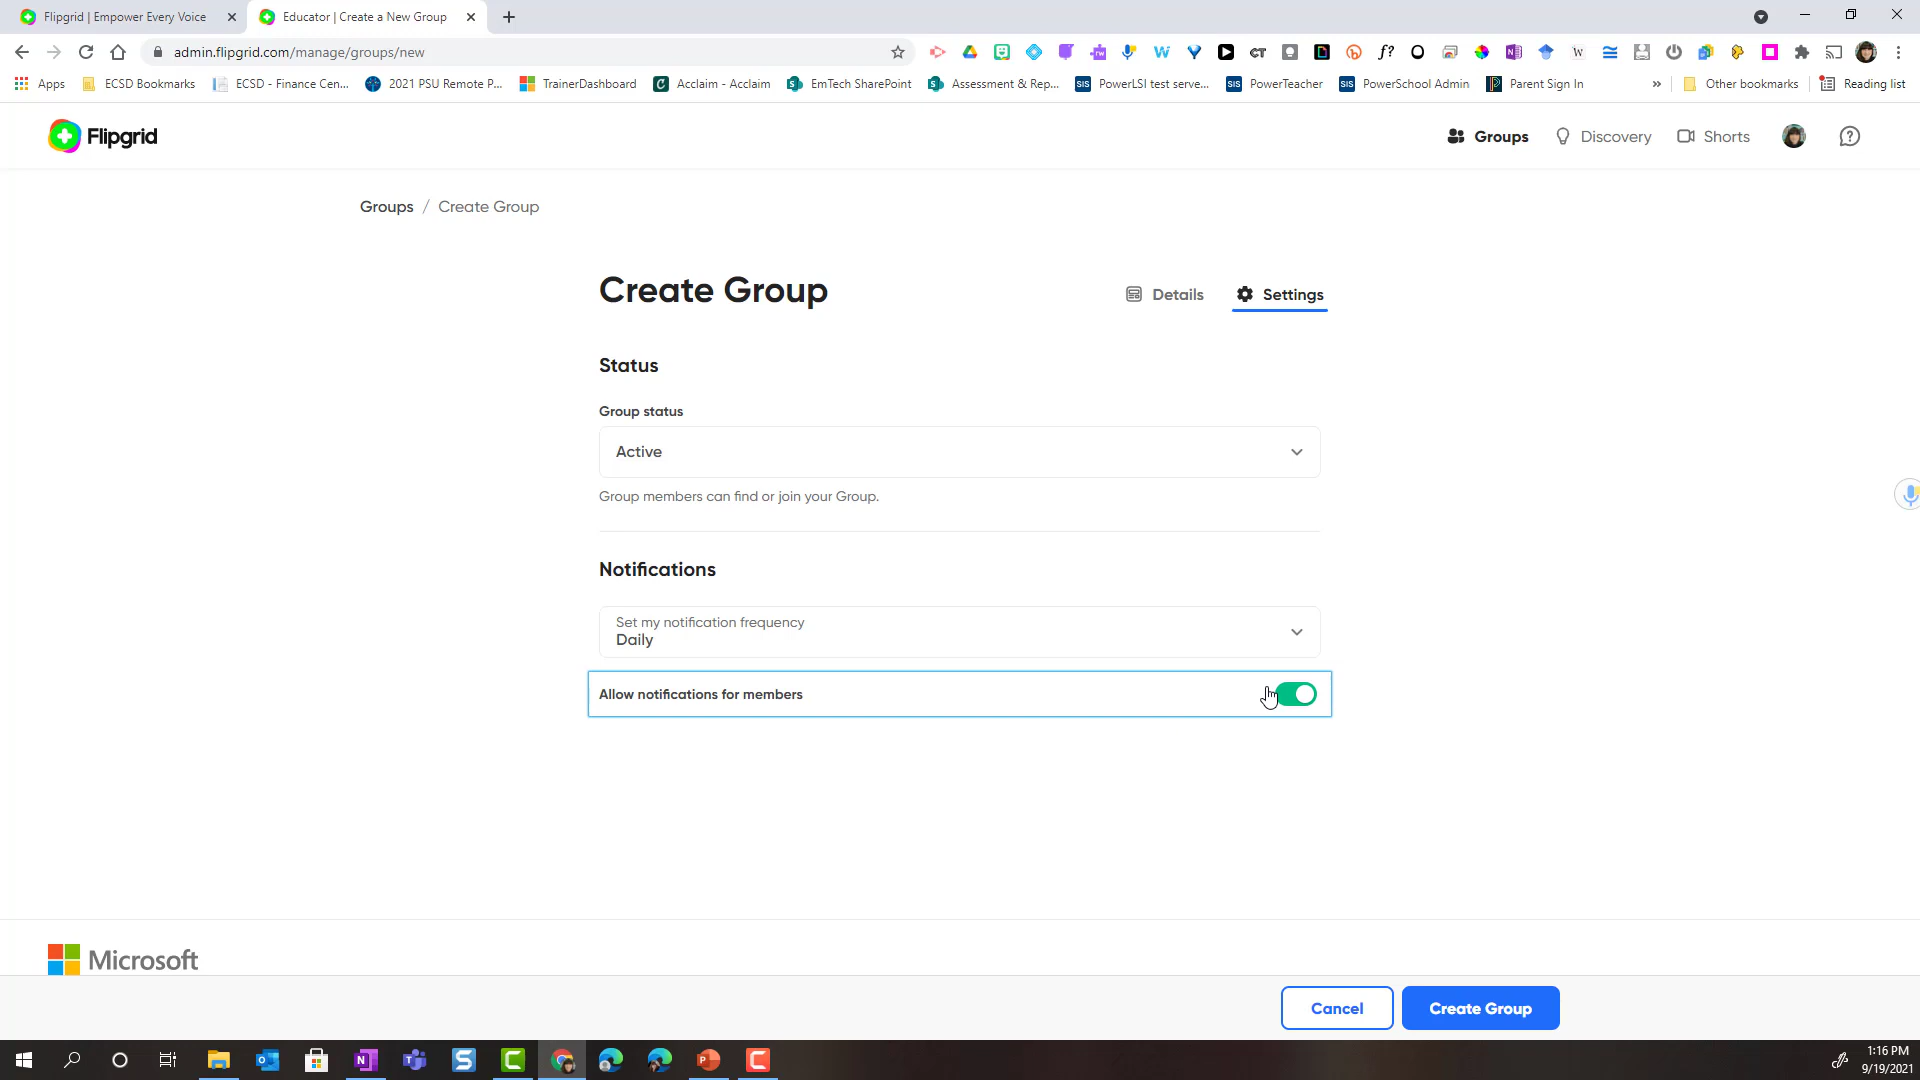 Flipgrid | Empower Every Voice
Educator | Create a New Group
admin.flipgrid.com/manage/groups/new
Apps
ECSD Bookmarks
ECSD - Finance Cen...
2021 PSU Remote P...
TrainerDashboard
Acclaim - Acclaim
EmTech SharePoint
Assessment & Rep...
PowerLSI test serve...
PowerTeacher
PowerSchool Admin
Parent Sign In
»
Other bookmarks
Reading list
Flipgrid
Groups
Discovery
Shorts
Groups / Create Group
Create Group
Details
Settings
Status
Group status
Active
Group members can find or join your Group.
Notifications
Set my notification frequency
Daily
Allow notifications for members
Microsoft
Cancel
Create Group
1:16 PM
9/19/2021